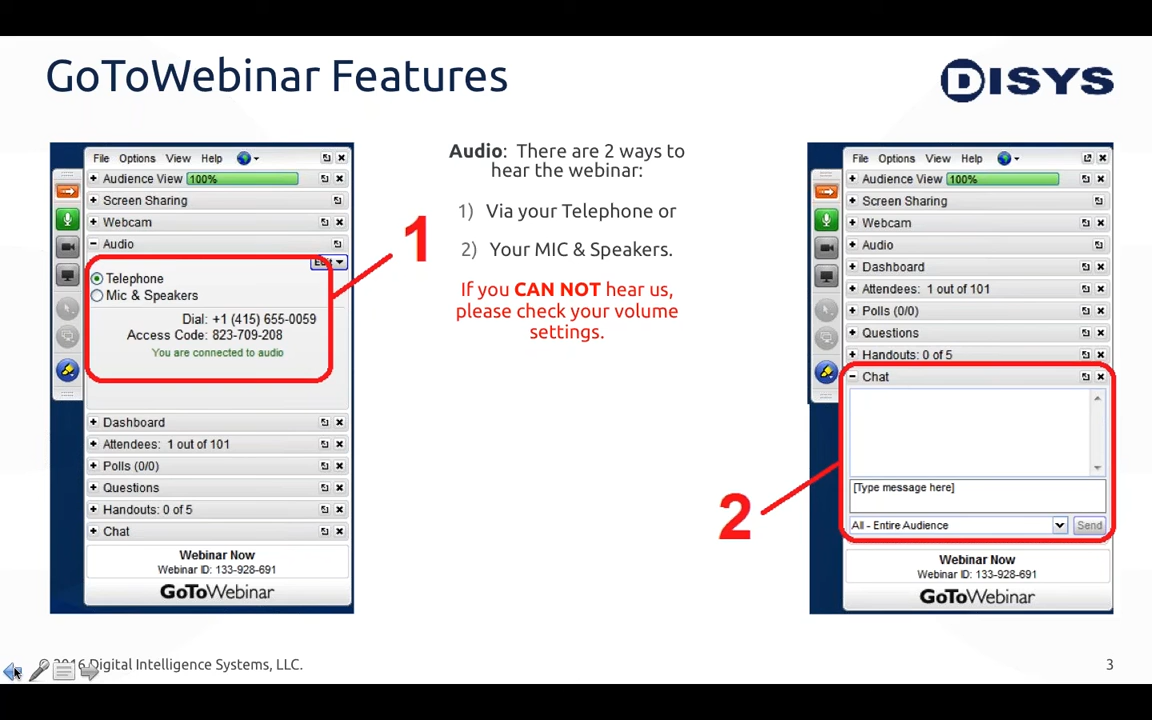 GoToWebinar Features
DISYS
File Options View Help
Audience View 100%
Screen Sharing
Webcam
Audio
Telephone
Mic & Speakers
Dial: +1 (415) 655-0059
Access Code: 823-709-208
You are connected to audio
Dashboard
Attendees: 1 out of 101
Polls (0/0)
Questions
Handouts: 0 of 5
Chat
Webinar Now
Webinar ID: 133-928-691
GoToWebinar
1
Audio: There are 2 ways to
hear the webinar:
1) Via your Telephone or
2) Your MIC & Speakers.
If you CAN NOT hear us,
please check your volume
settings.
2
File Options View Help
Audience View 100%
Screen Sharing
Webcam
Audio
Dashboard
Attendees: 1 out of 101
Polls (0/0)
Questions
Handouts: 0 of 5
Chat
[Type message here]
All - Entire Audience Send
Webinar Now
Webinar ID: 133-928-691
GoToWebinar
Digital Intelligence Systems, LLC.
3